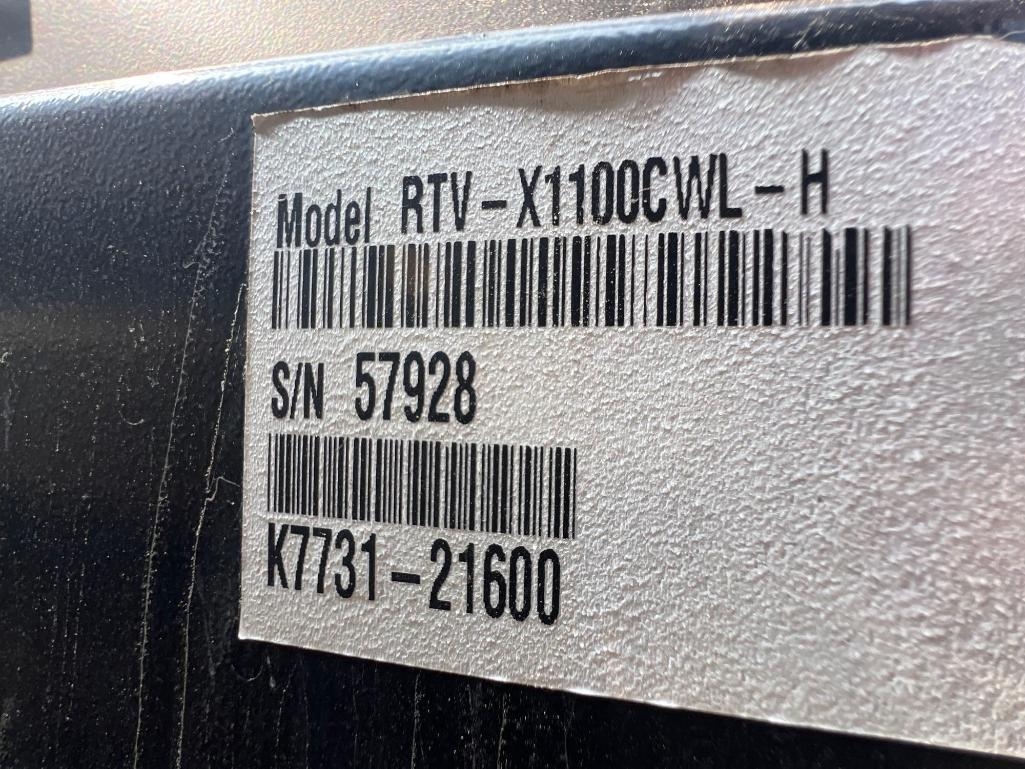 Model RTV-X1100CWL-H
S/N 57928
K7731-21600